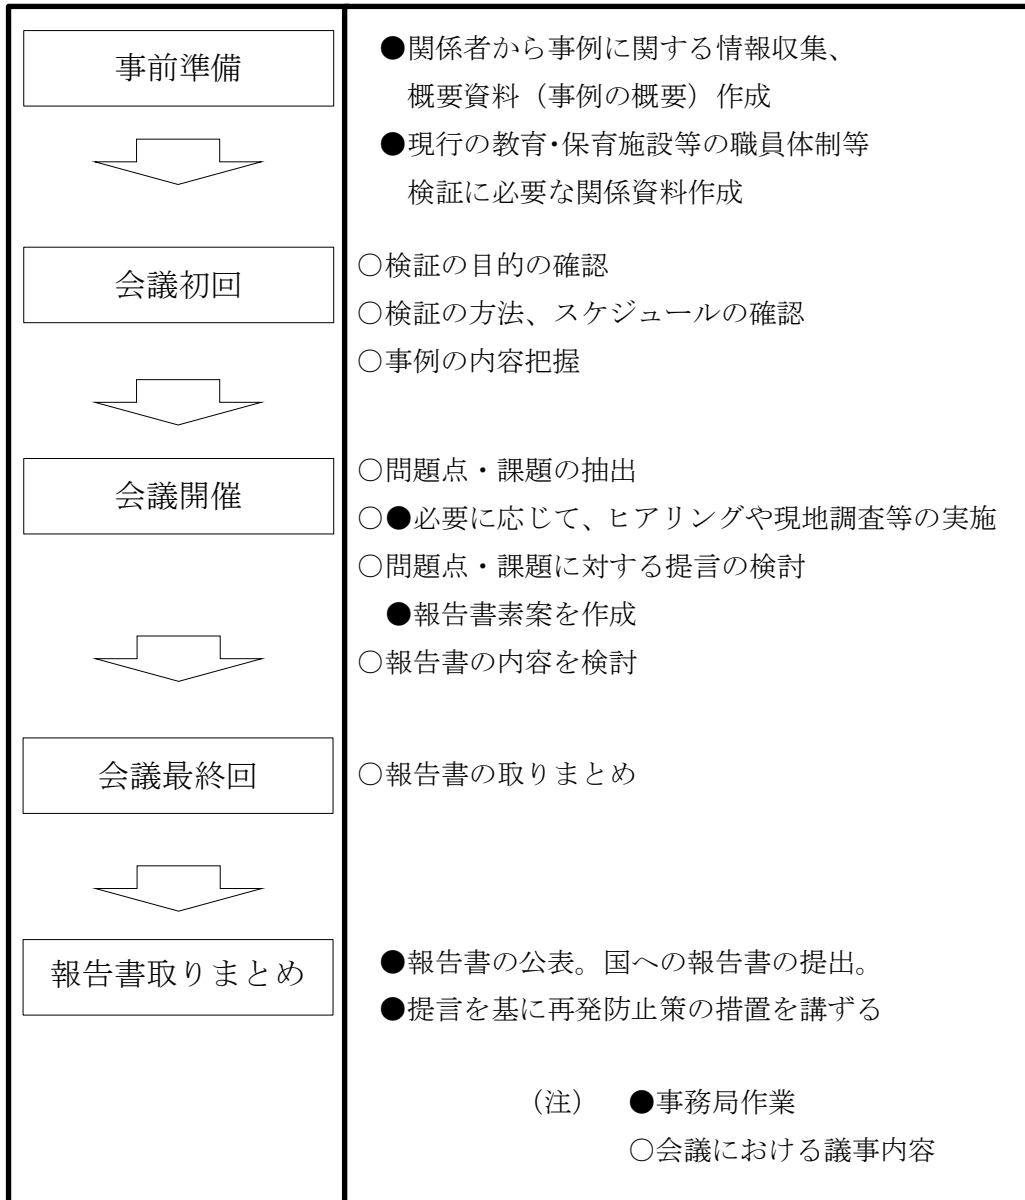 事前準備
●関係者から事例に関する情報収集、
概要資料（事例の概要）作成
●現行の教育・保育施設等の職員体制等
検証に必要な関係資料作成
会議初回
○検証の目的の確認
○検証の方法、スケジュールの確認
○事例の内容把握
会議開催
○問題点・課題の抽出
○●必要に応じて、ヒアリングや現地調査等の実施
○問題点・課題に対する提言の検討
●報告書素案を作成
○報告書の内容を検討
会議最終回
○報告書の取りまとめ
報告書取りまとめ
●報告書の公表。国への報告書の提出。
●提言を基に再発防止策の措置を講ずる
（注） ●事務局作業
○会議における議事内容